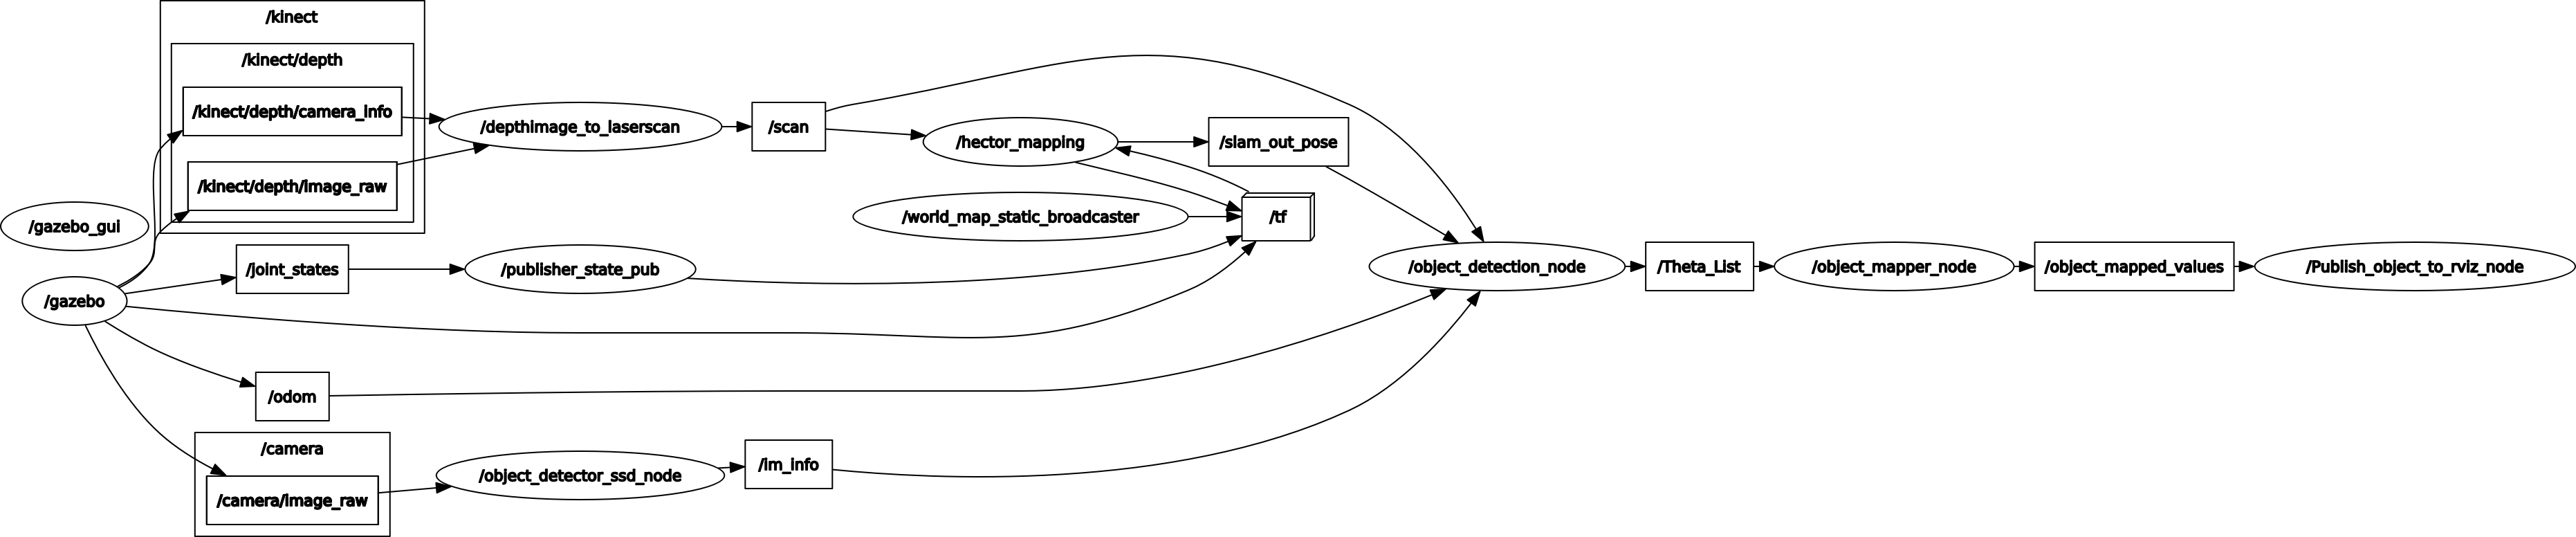 /kinect
/kinect/depth
/kinect/depth/camera_info
/kinect/depth/image_raw
/gazebo_gui
/gazebo
/joint_states
/odom
/camera
/camera/image_raw
/depthimage_to_laserscan
/publisher_state_pub
/object_detector_ssd_node
/scan
/im_info
/hector_mapping
/world_map_static_broadcaster
/slam_out_pose
/tf
/object_detection_node
/Theta_List
/object_mapper_node
/object_mapped_values
/Publish_object_to_rviz_node